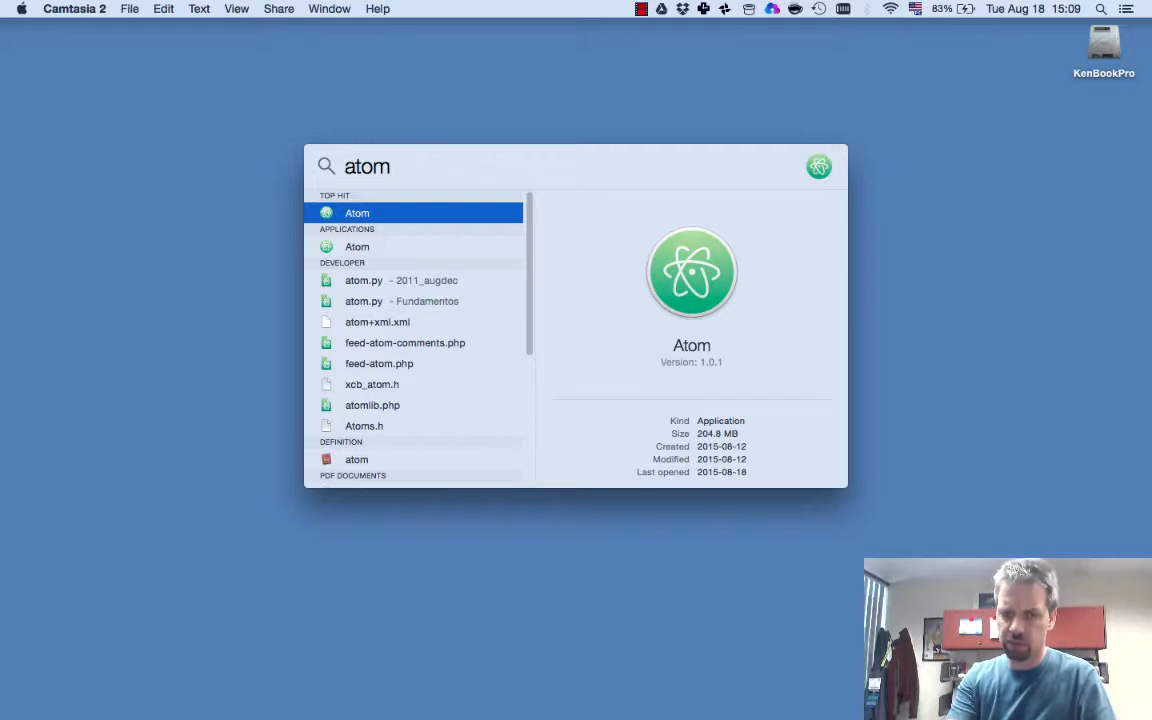 Camtasia 2 File Edit Text View Share Window Help 83% Tue Aug 18 15:09
KenBookPro
atom
TOP HIT
Atom
APPLICATIONS
Atom
DEVELOPER
atom.py - 2011_augdec
atom.py - Fundamentos
atom+xml.xml
feed-atom-comments.php
feed-atom.php
xcb_atom.h
atomlib.php
Atoms.h
DEFINITION
atom
PDF DOCUMENTS
Atom
Version: 1.0.1
Kind Application
Size 204.8 MB
Created 2015-08-12
Modified 2015-08-12
Last opened 2015-08-18